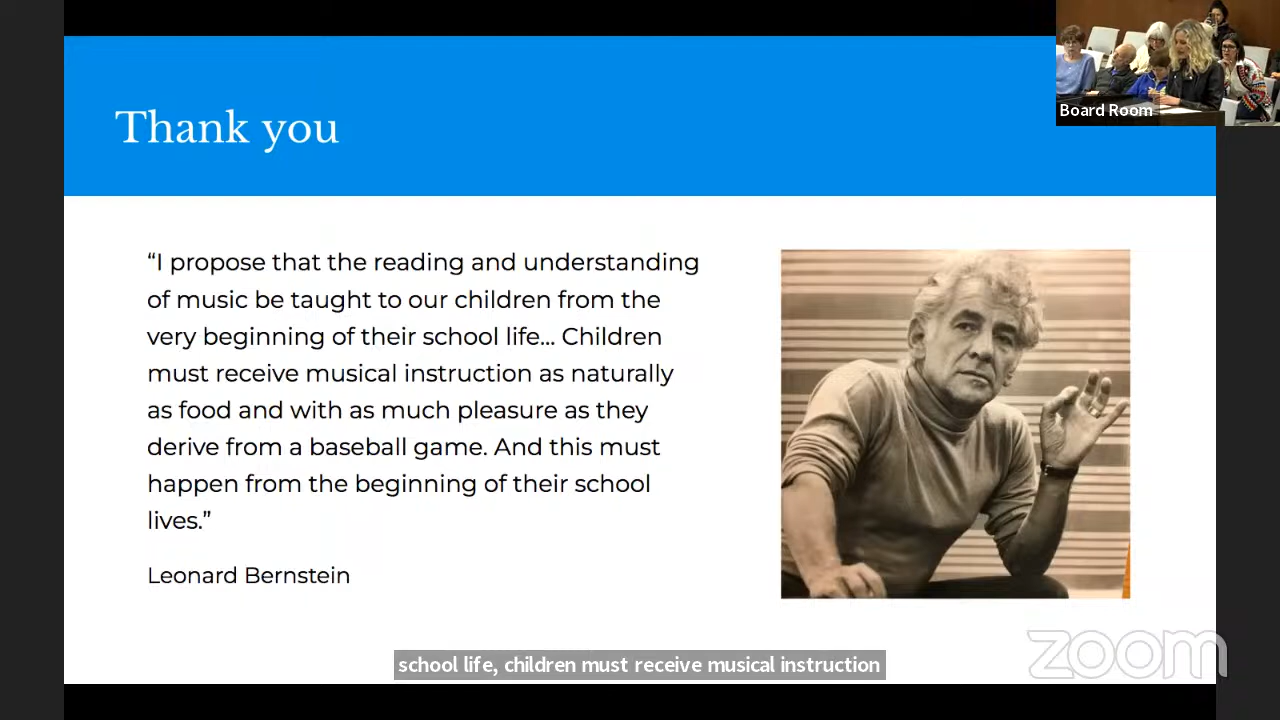 Board Room
Thank you
“I propose that the reading and understanding
of music be taught to our children from the
very beginning of their school life... Children
must receive musical instruction as naturally
as food and with as much pleasure as they
derive from a baseball game. And this must
happen from the beginning of their school
lives.”
Leonard Bernstein
school life, children must receive musical instruction
zoom